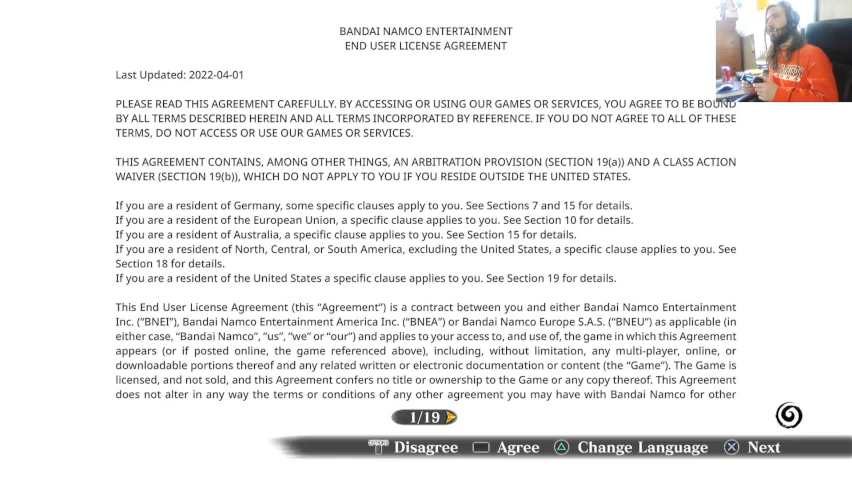 BANDAI NAMCO ENTERTAINMENT
END USER LICENSE AGREEMENT
Last Updated: 2022-04-01
PLEASE READ THIS AGREEMENT CAREFULLY. BY ACCESSING OR USING OUR GAMES OR SERVICES, YOU AGREE TO BE BOUND
BY ALL TERMS DESCRIBED HEREIN AND ALL TERMS INCORPORATED BY REFERENCE. IF YOU DO NOT AGREE TO ALL OF THESE
TERMS, DO NOT ACCESS OR USE OUR GAMES OR SERVICES.
THIS AGREEMENT CONTAINS, AMONG OTHER THINGS, AN ARBITRATION PROVISION (SECTION 19(a)) AND A CLASS ACTION
WAIVER (SECTION 19(b)), WHICH DO NOT APPLY TO YOU IF YOU RESIDE OUTSIDE THE UNITED STATES.
If you are a resident of Germany, some specific clauses apply to you. See Sections 7 and 15 for details.
If you are a resident of the European Union, a specific clause applies to you. See Section 10 for details.
If you are a resident of Australia, a specific clause applies to you. See Section 15 for details.
If you are a resident of North, Central, or South America, excluding the United States, a specific clause applies to you. See
Section 18 for details.
If you are a resident of the United States a specific clause applies to you. See Section 19 for details.
This End User License Agreement (this “Agreement”) is a contract between you and either Bandai Namco Entertainment
Inc. (“BNEI”), Bandai Namco Entertainment America Inc. (“BNEA”) or Bandai Namco Europe S.A.S. (“BNEU”) as applicable (in
either case, “Bandai Namco”, “us”, “we” or “our”) and applies to your access to, and use of, the game in which this Agreement
appears (or if posted online, the game referenced above), including, without limitation, any multi-player, online, or
downloadable portions thereof and any related written or electronic documentation or content (the “Game”). The Game is
licensed, and not sold, and this Agreement confers no title or ownership to the Game or any copy thereof. This Agreement
does not alter in any way the terms or conditions of any other agreement you may have with Bandai Namco for other
1/19
OPTIONS Disagree Agree Change Language Next